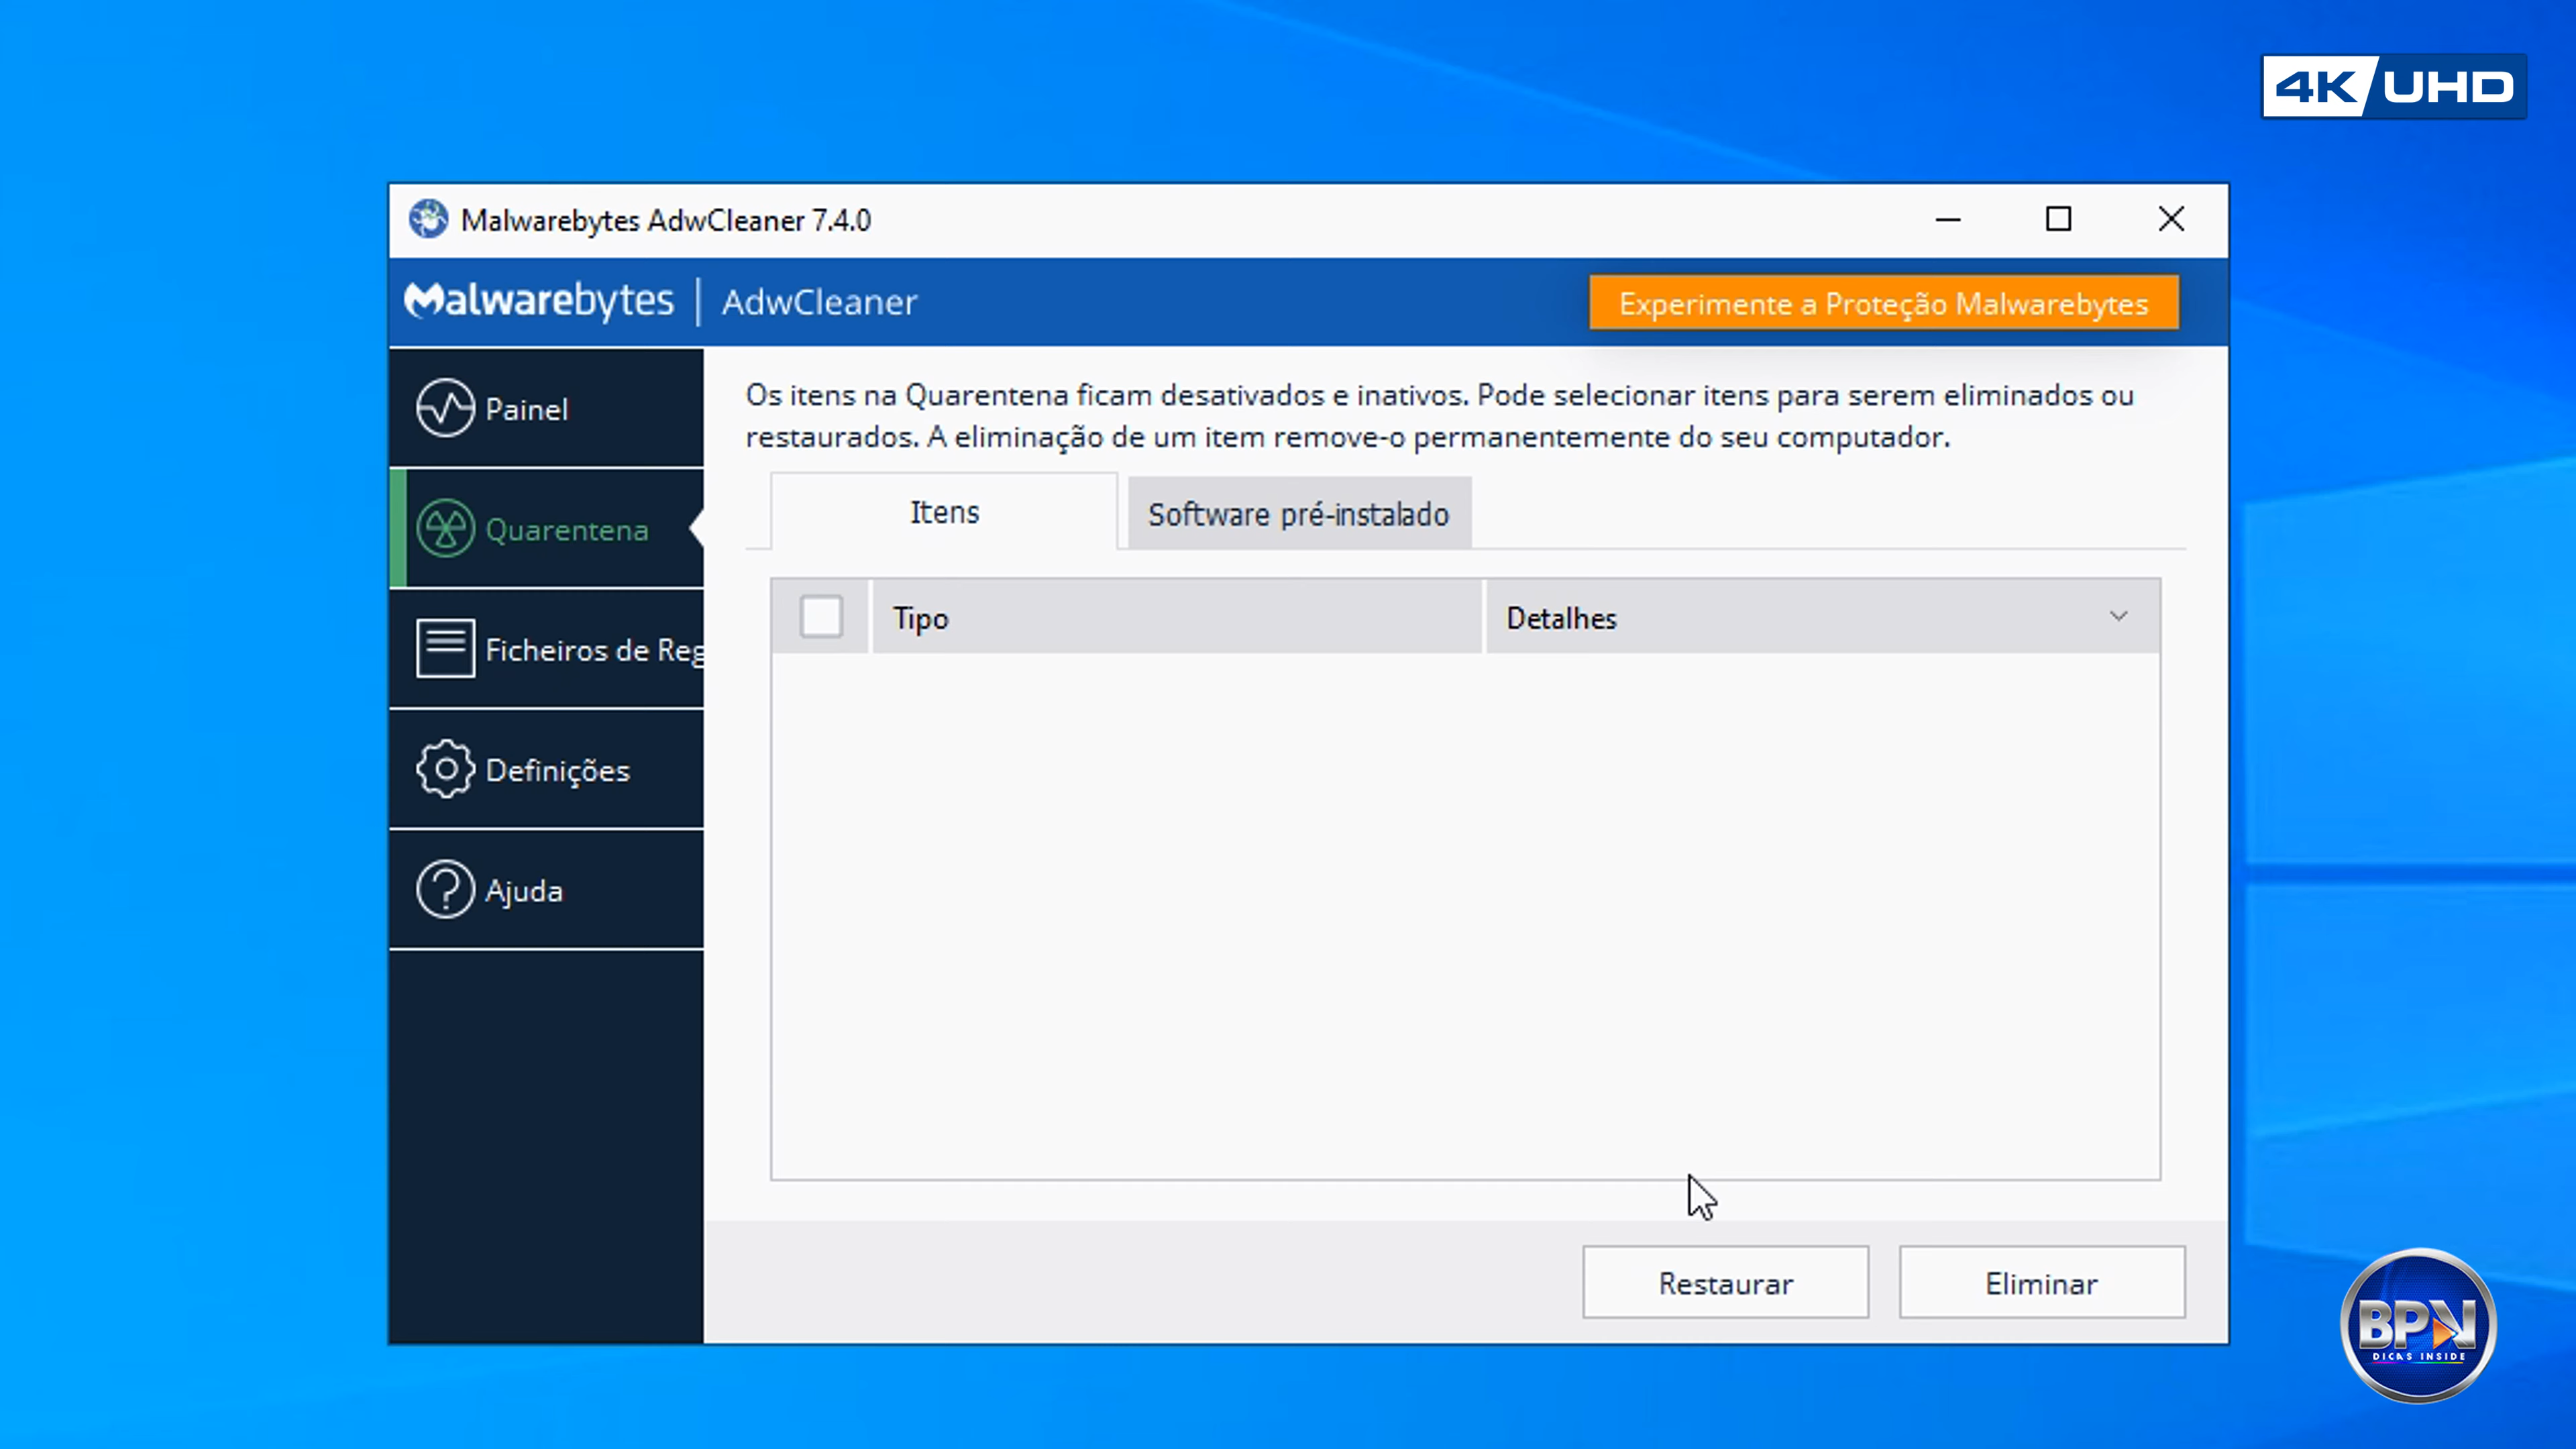 4K UHD
Malwarebytes AdwCleaner 7.4.0
Malwarebytes | AdwCleaner
Experimente a Proteção Malwarebytes
Painel
Quarentena
Ficheiros de Reg
Definições
Ajuda
Os itens na Quarentena ficam desativados e inativos. Pode selecionar itens para serem eliminados ou
restaurados. A eliminação de um item remove-o permanentemente do seu computador.
Itens
Software pré-instalado
Tipo
Detalhes
Restaurar
Eliminar
BPN
DICAS INSIDE